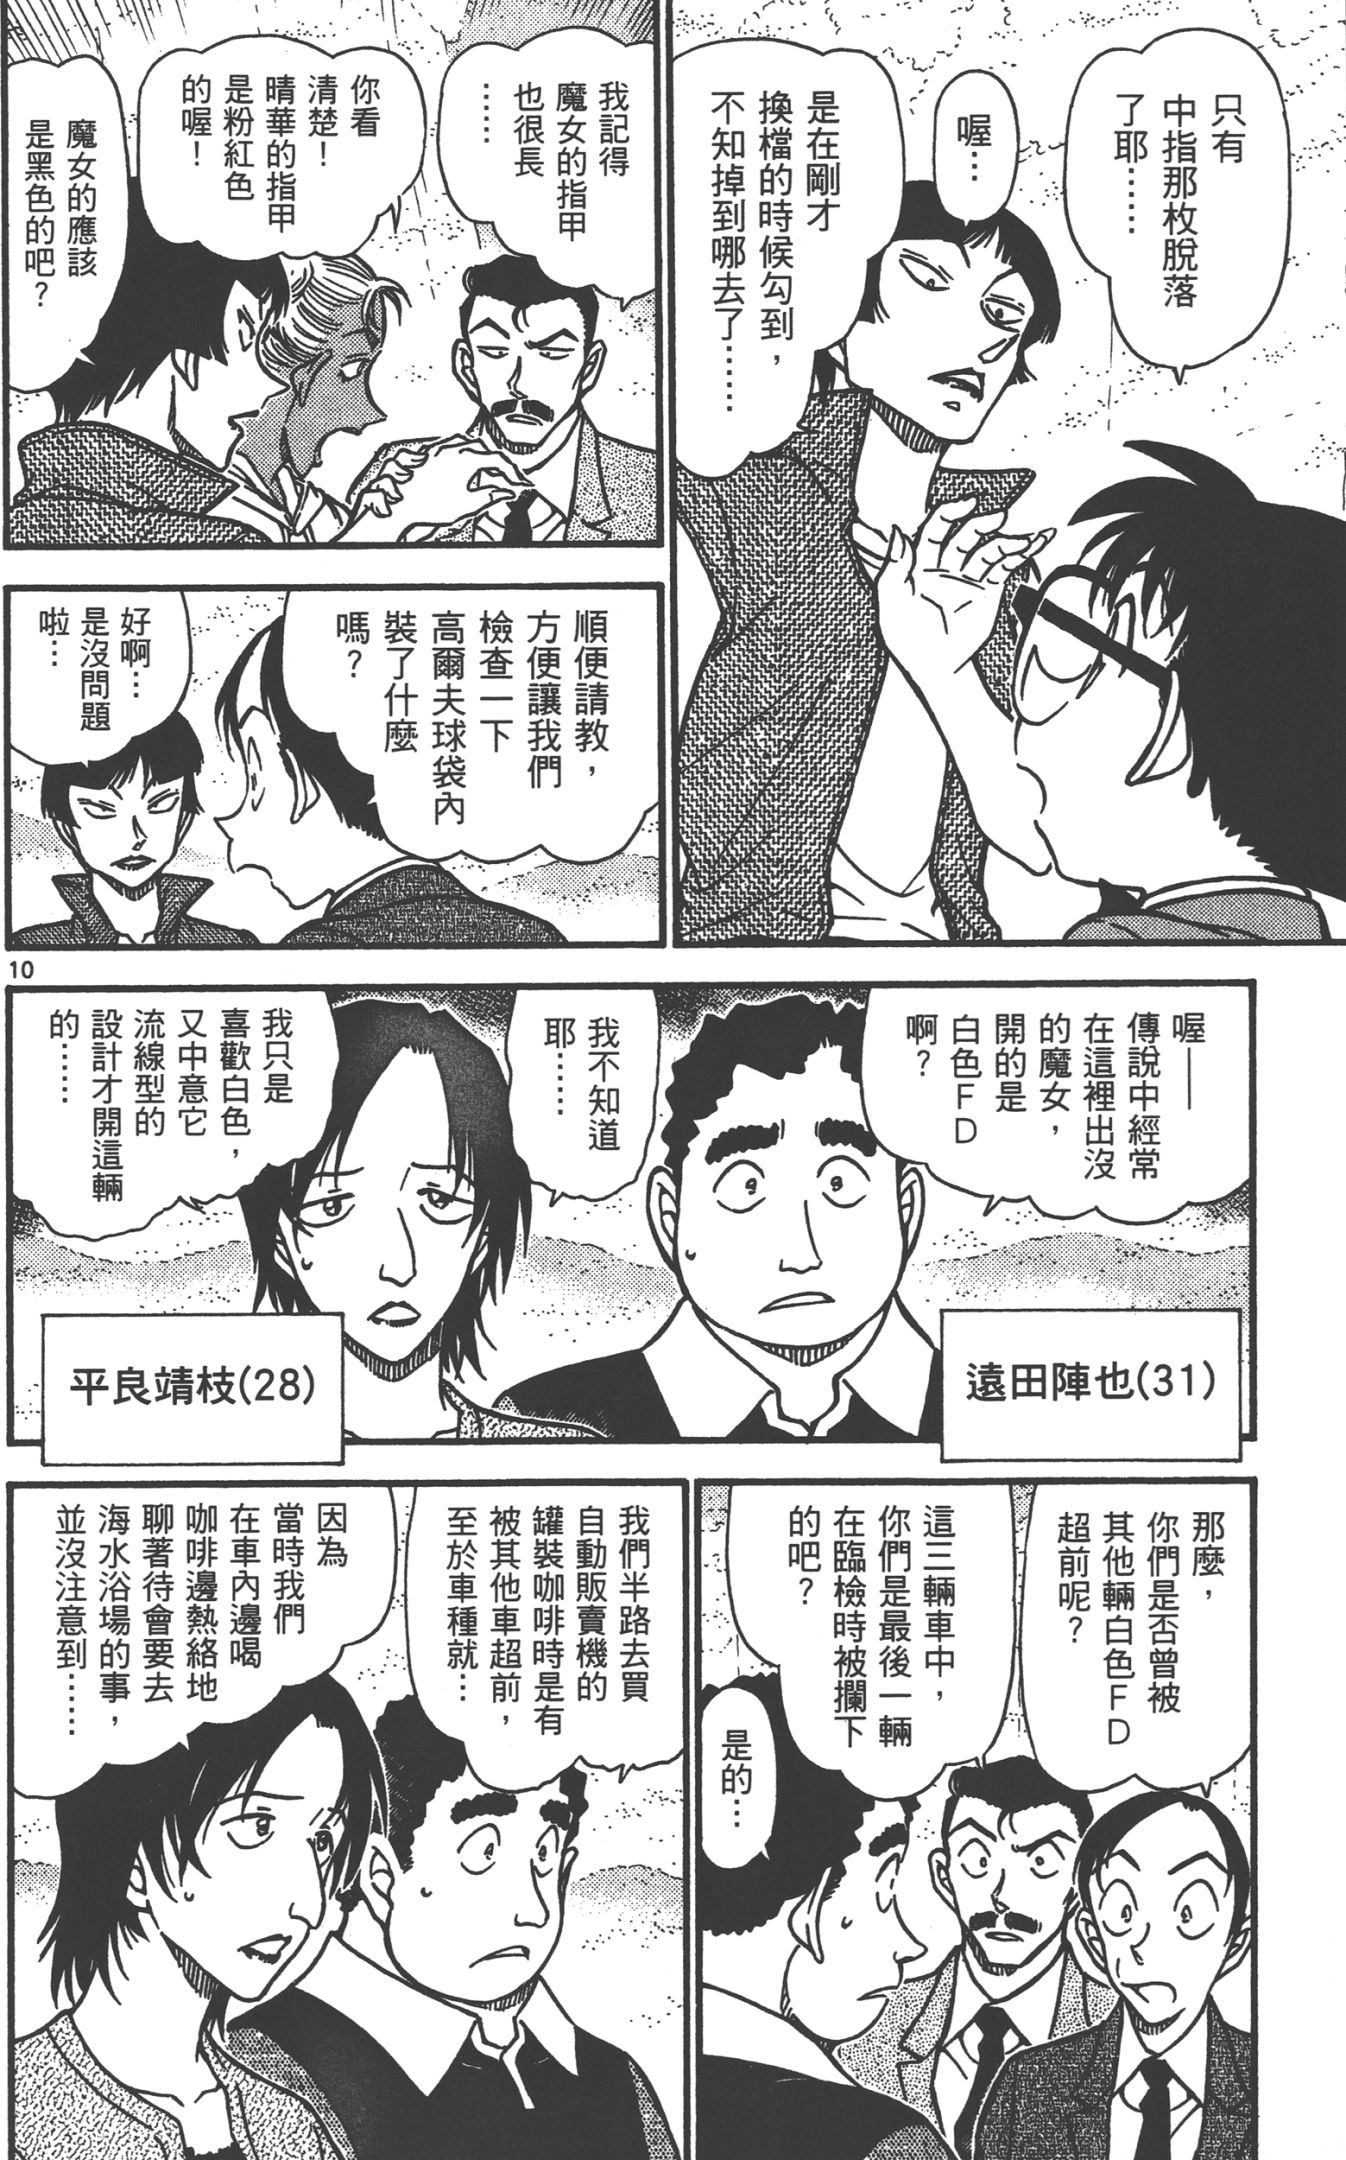 只有
中指那枚脫落
了耶……
喔…
是在剛才
換檔的時候勾到，
不知掉到哪去了……
我記得
魔女的指甲
也很長
……
你看
清楚！
晴華的指甲
是粉紅色
的喔！
魔女的應該
是黑色的吧？
順便請教，
方便讓我們
檢查一下
高爾夫球袋內
裝了什麼
嗎？
好啊…
是沒問題
啦…
10
喔——
傳說中經常
在這裡出沒
的魔女，
開的是
白色FD
啊？
我不知道
耶……
我只是
喜歡白色，
又中意它
流線型的
設計才開這輛
的……
遠田陣也(31)
平良靖枝(28)
那麼，
你們是否曾被
其他輛白色FD
超前呢？
這三輛車中，
你們是最後一輛
在臨檢時被攔下
的吧？
是的…
我們半路去買
自動販賣機的
罐裝咖啡時是有
被其他車超前，
至於車種就…
因為
當時我們
在車內邊喝
咖啡邊熱絡地
聊著待會要去
海水浴場的事，
並沒注意到……